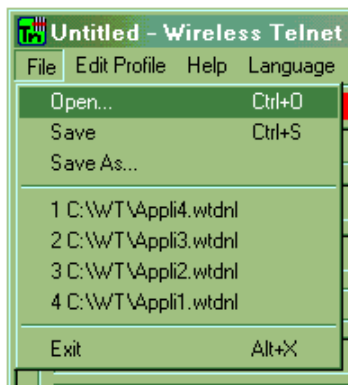 Untitled - Wireless Telnet
File Edit Profile Help Language
Open... Ctrl+O
Save Ctrl+S
Save As...
1 C:\WT\Appli4.wtdnl
2 C:\WT\Appli3.wtdnl
3 C:\WT\Appli2.wtdnl
4 C:\WT\Appli1.wtdnl
Exit Alt+X